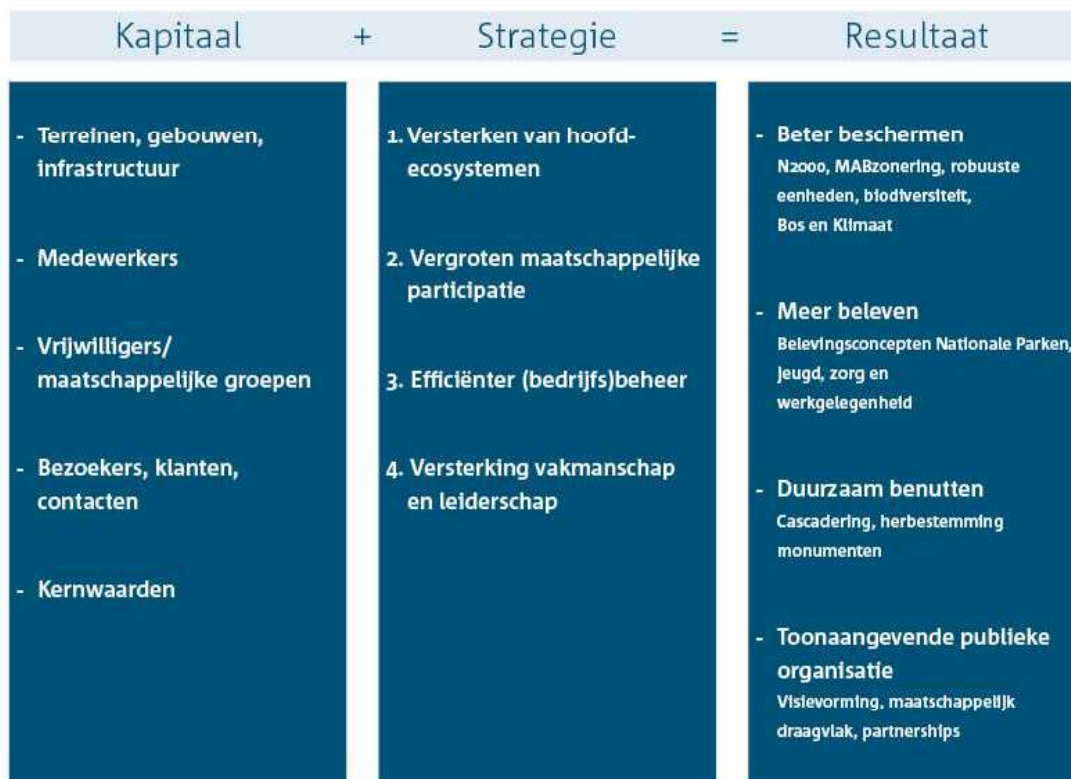 Kapitaal + Strategie = Resultaat
- Terreinen, gebouwen,
infrastructuur
- Medewerkers
- Vrijwilligers/
maatschappelijke groepen
- Bezoekers, klanten,
contacten
- Kernwaarden
1. Versterken van hoofd-
ecosystemen
2. Vergroten maatschappelijke
participatie
3. Efficiënter (bedrijfs)beheer
4. Versterking vakmanschap
en leiderschap
- Beter beschermen
N2000, MABzonering, robuuste
eenheden, biodiversiteit,
Bos en Klimaat
- Meer beleven
Belevingsconcepten Nationale Parken,
Jeugd, zorg en
werkgelegenheid
- Duurzaam benutten
Cascadering, herbestemming
monumenten
- Toonaangevende publieke
organisatie
Visievorming, maatschappelijk
draagvlak, partnerships